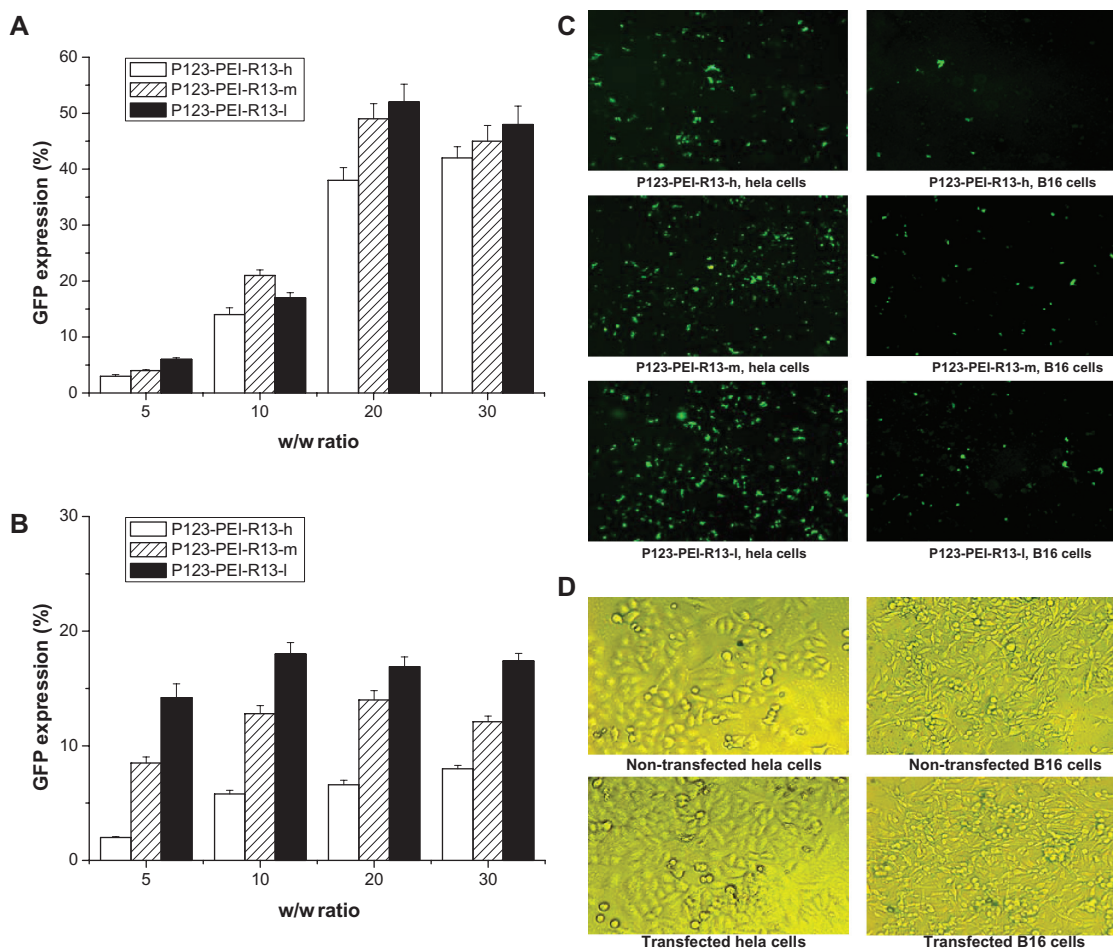 A
GFP expression (%)
60
50
40
30
20
10
0
P123-PEI-R13-h
P123-PEI-R13-m
P123-PEI-R13-l
5 10 20 30
w/w ratio
B
GFP expression (%)
30
20
10
0
P123-PEI-R13-h
P123-PEI-R13-m
P123-PEI-R13-l
5 10 20 30
w/w ratio
C
P123-PEI-R13-h, hela cells
P123-PEI-R13-h, B16 cells
P123-PEI-R13-m, hela cells
P123-PEI-R13-m, B16 cells
P123-PEI-R13-l, hela cells
P123-PEI-R13-l, B16 cells
D
Non-transfected hela cells
Non-transfected B16 cells
Transfected hela cells
Transfected B16 cells